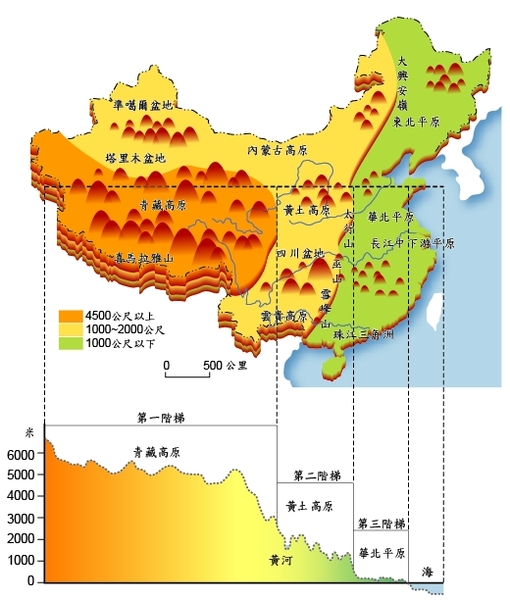 大興安嶺
準噶爾盆地
東北平原
內蒙古高原
塔里木盆地
青藏高原
黃土高原
太行山
華北平原
長江中下游平原
四川盆地
喜馬拉雅山
巫山
雪峰山
雲貴高原
珠江三角洲
4500公尺以上
1000~2000公尺
1000公尺以下
0 500 公里
第一階梯
米
青藏高原
6000
5000
4000
3000
2000
1000
0
第二階梯
黃土高原
黃河
第三階梯
華北平原
海